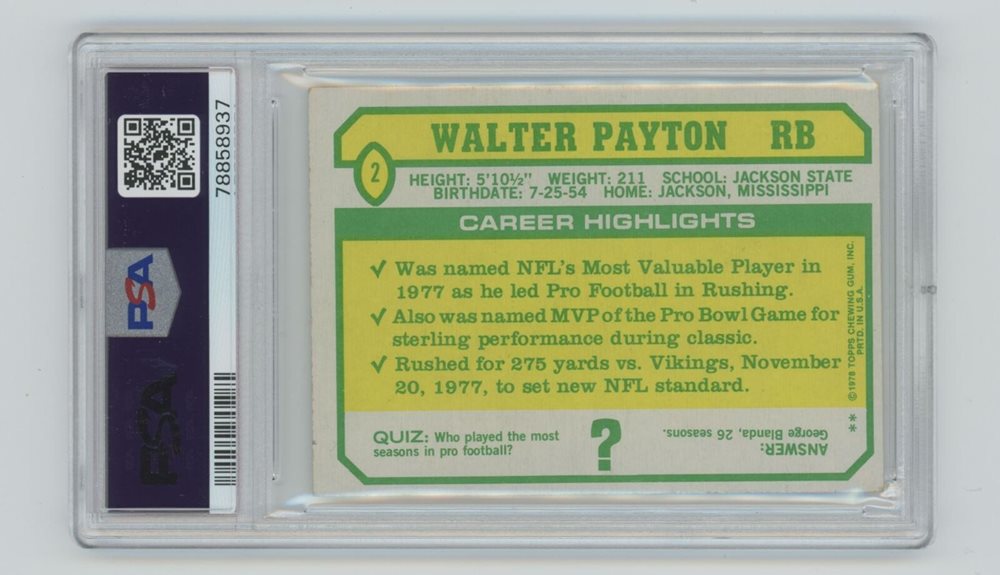 78858937
PSA
PSA
WALTER PAYTON RB
2
HEIGHT: 5'10½" WEIGHT: 211 SCHOOL: JACKSON STATE
BIRTHDATE: 7-25-54 HOME: JACKSON, MISSISSIPPI
CAREER HIGHLIGHTS
✓ Was named NFL's Most Valuable Player in
1977 as he led Pro Football in Rushing.
✓ Also was named MVP of the Pro Bowl Game for
sterling performance during classic.
✓ Rushed for 275 yards vs. Vikings, November
20, 1977, to set new NFL standard.
©1978 TOPPS CHEWING GUM, INC.
PRTD. IN U.S.A.
**
QUIZ: Who played the most
seasons in pro football?
?
ANSWER:
George Blanda, 26 seasons.